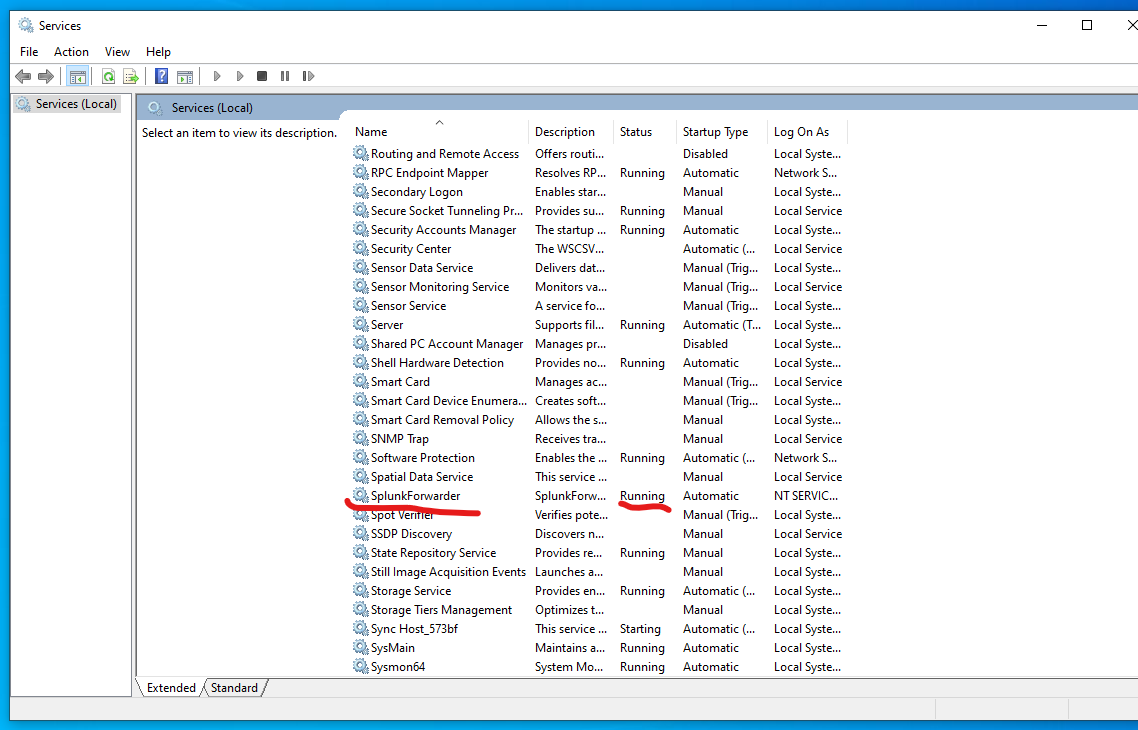 Services
File Action View Help
Services (Local)
Services (Local)
Select an item to view its description.
Name Description Status Startup Type Log On As
Routing and Remote Access Offers routi... Disabled Local Syste...
RPC Endpoint Mapper Resolves RP... Running Automatic Network S...
Secondary Logon Enables star... Manual Local Syste...
Secure Socket Tunneling Pr... Provides su... Running Manual Local Service
Security Accounts Manager The startup ... Running Automatic Local Syste...
Security Center The WSCSV... Automatic (... Local Service
Sensor Data Service Delivers dat... Manual (Trig... Local Syste...
Sensor Monitoring Service Monitors va... Manual (Trig... Local Service
Sensor Service A service fo... Manual (Trig... Local Syste...
Server Supports fil... Running Automatic (T... Local Syste...
Shared PC Account Manager Manages pr... Disabled Local Syste...
Shell Hardware Detection Provides no... Running Automatic Local Syste...
Smart Card Manages ac... Manual (Trig... Local Service
Smart Card Device Enumera... Creates soft... Manual (Trig... Local Syste...
Smart Card Removal Policy Allows the s... Manual Local Syste...
SNMP Trap Receives tra... Manual Local Service
Software Protection Enables the ... Running Automatic (... Network S...
Spatial Data Service This service ... Manual Local Service
SplunkForwarder SplunkForw... Running Automatic NT SERVIC...
Spot Verifier Verifies pote... Manual (Trig... Local Syste...
SSDP Discovery Discovers n... Manual Local Service
State Repository Service Provides re... Running Manual Local Syste...
Still Image Acquisition Events Launches a... Manual Local Syste...
Storage Service Provides en... Running Automatic (... Local Syste...
Storage Tiers Management Optimizes t... Manual Local Syste...
Sync Host_573bf This service ... Starting Automatic (... Local Syste...
SysMain Maintains a... Running Automatic Local Syste...
Sysmon64 System Mo... Running Automatic Local Syste...
Extended Standard